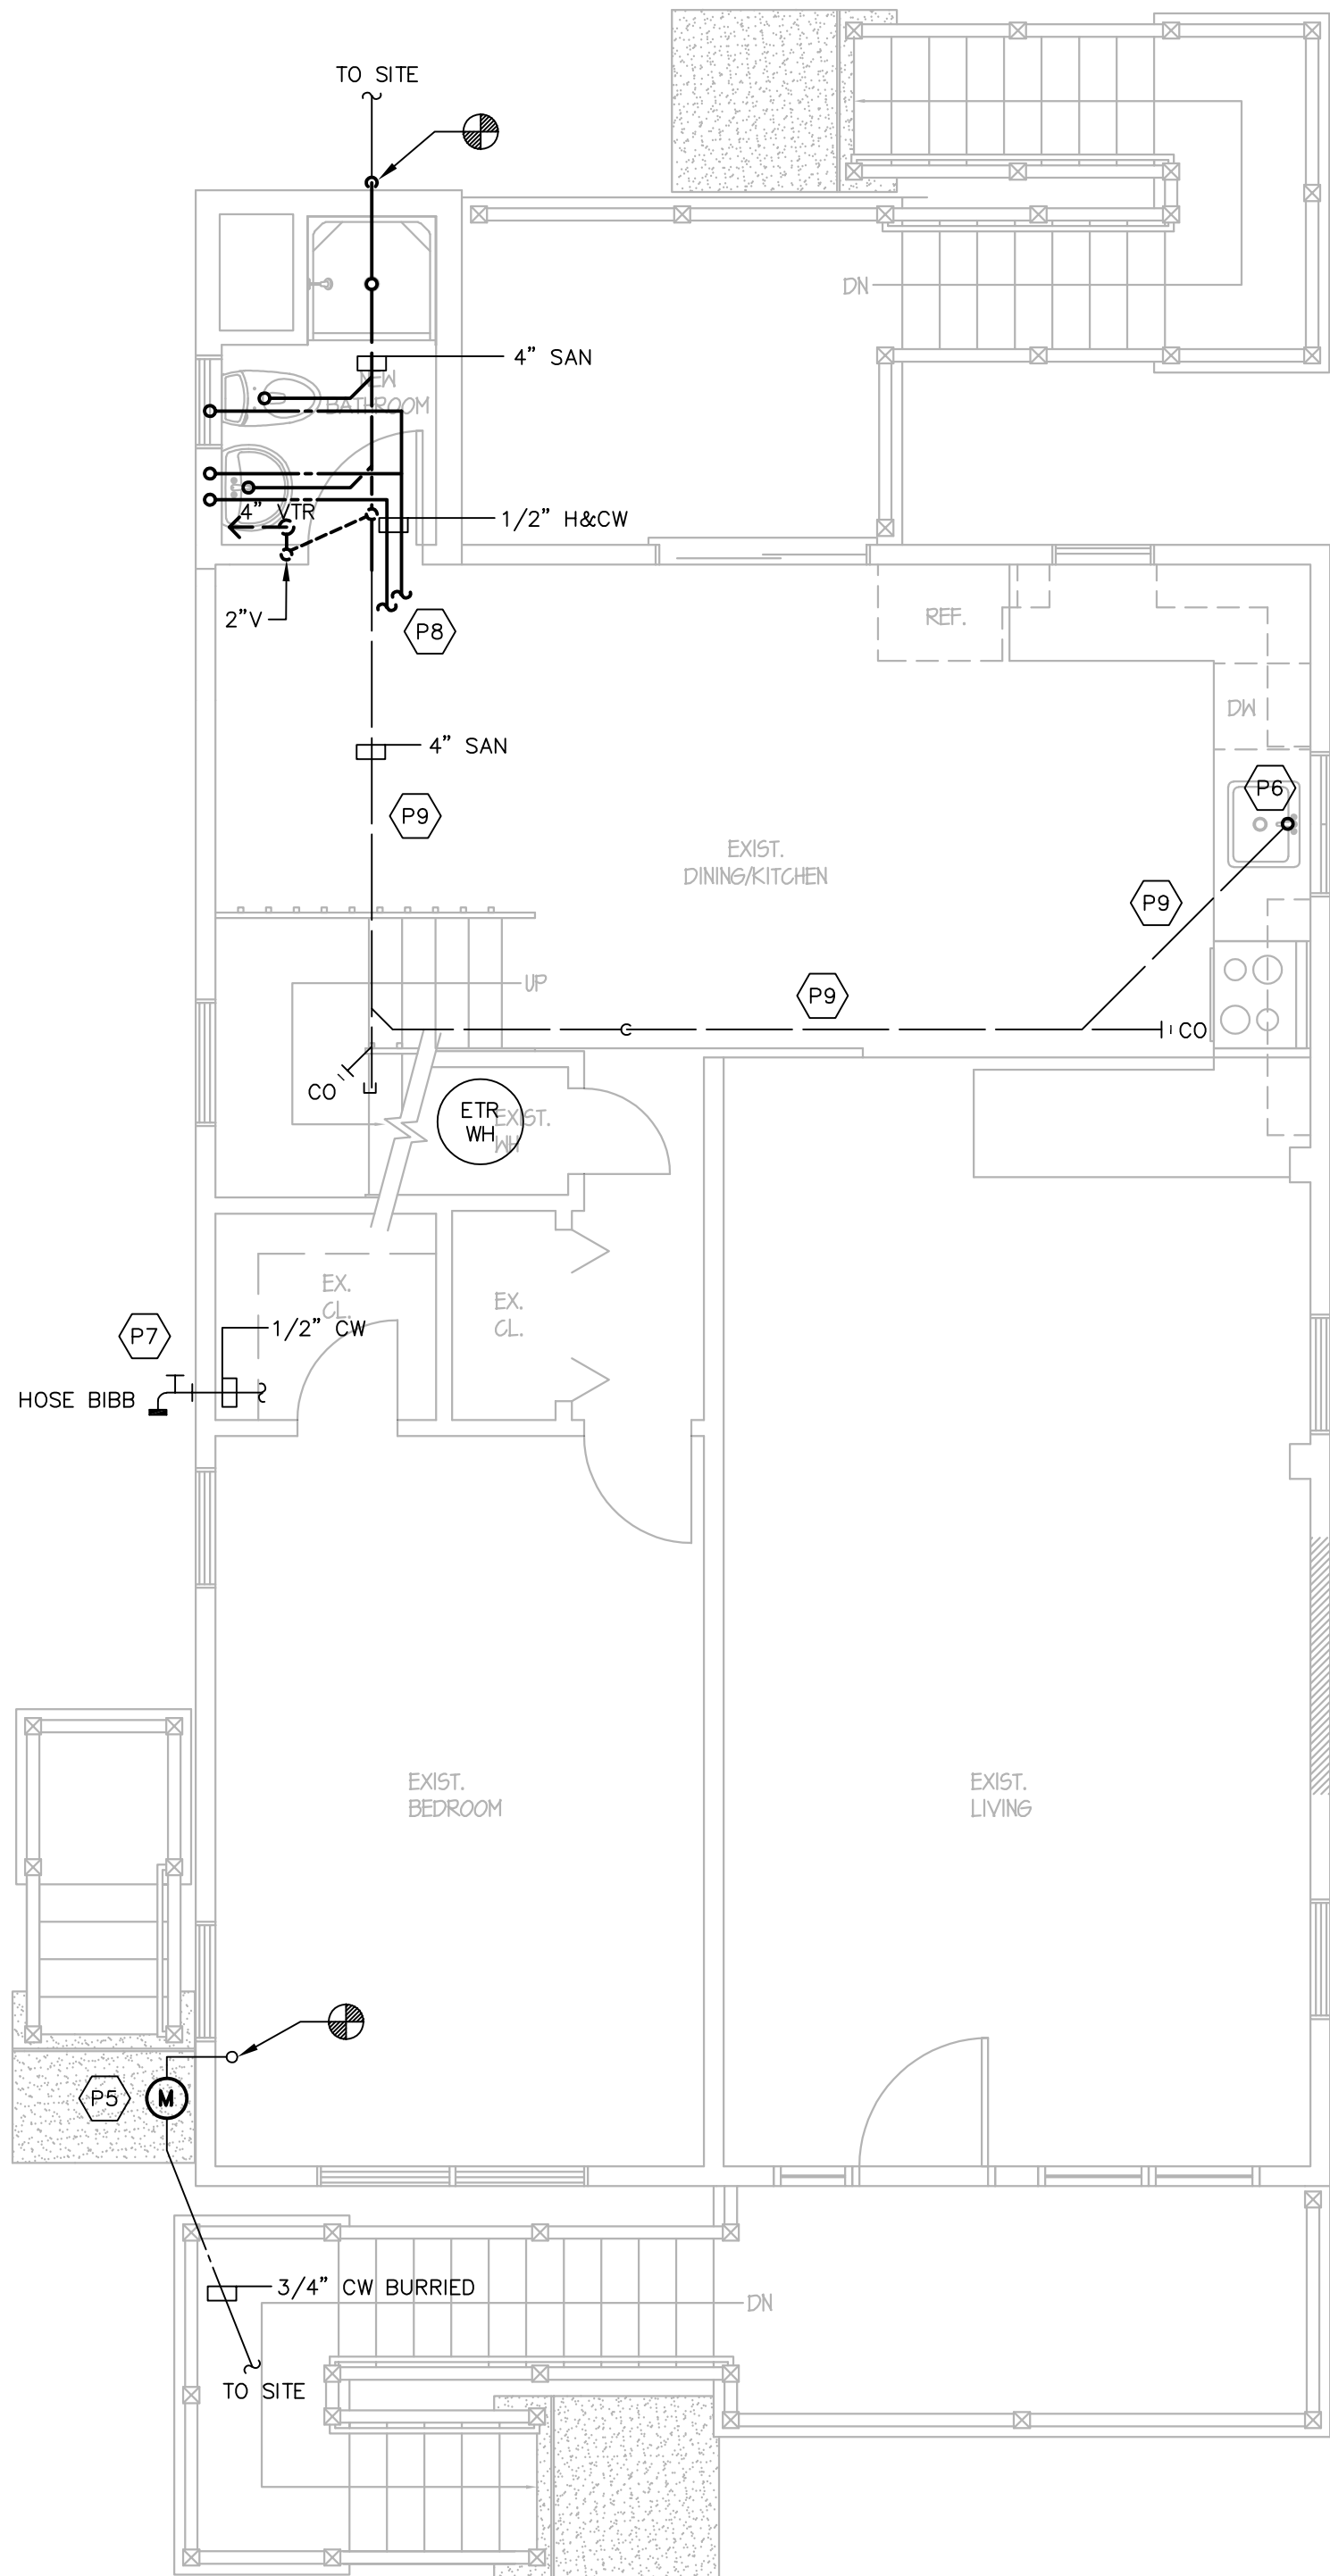 TO SITE
DN
4” SAN
NEW
BATHROOM
4” VTR
1/2” H&CW
2”V
P8
REF.
DW
4” SAN
P6
P9
EXIST.
DINING/KITCHEN
P9
UP
P9
CO
CO
ETR
WH
EXIST.
WH
EX.
CL.
EX.
CL.
P7
1/2” CW
HOSE BIBB
EXIST.
BEDROOM
EXIST.
LIVING
P5
M
3/4” CW BURRIED
DN
TO SITE